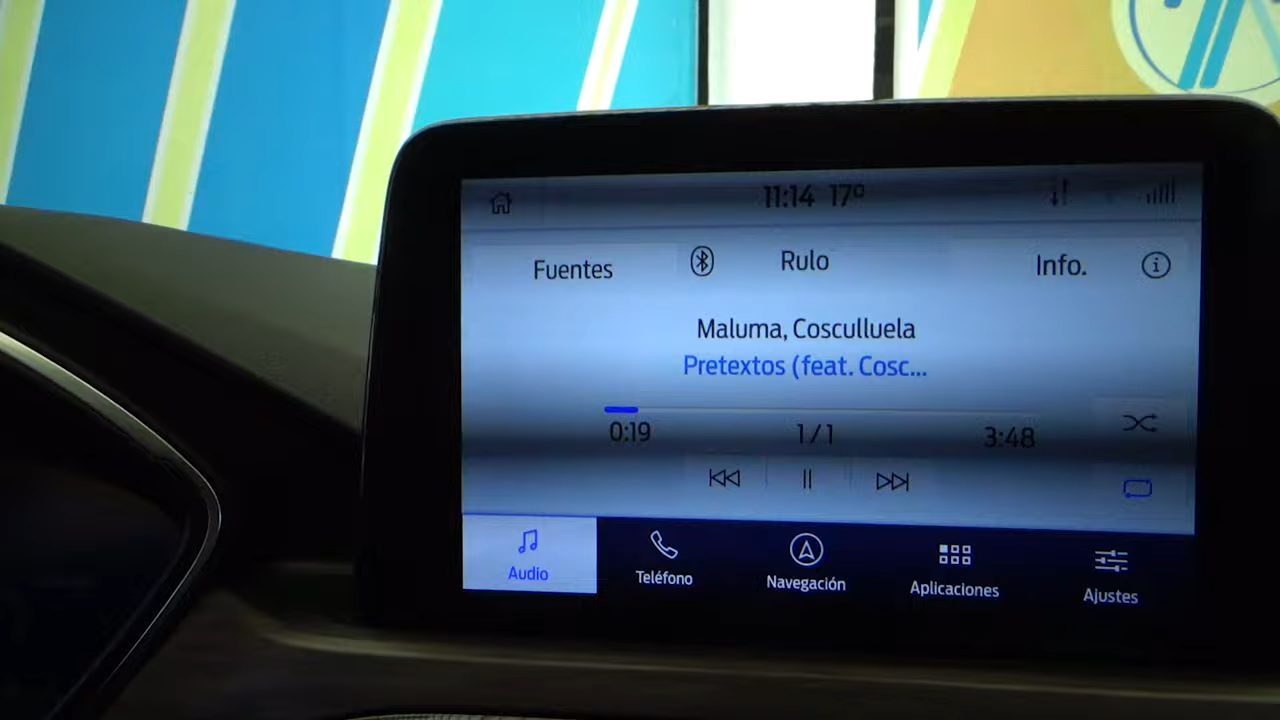 11:14 17°
Fuentes
Rulo
Info.
Maluma, Cosculluela
Pretextos (feat. Cosc...
0:19
1/1
3:48
Audio
Teléfono
Navegación
Aplicaciones
Ajustes